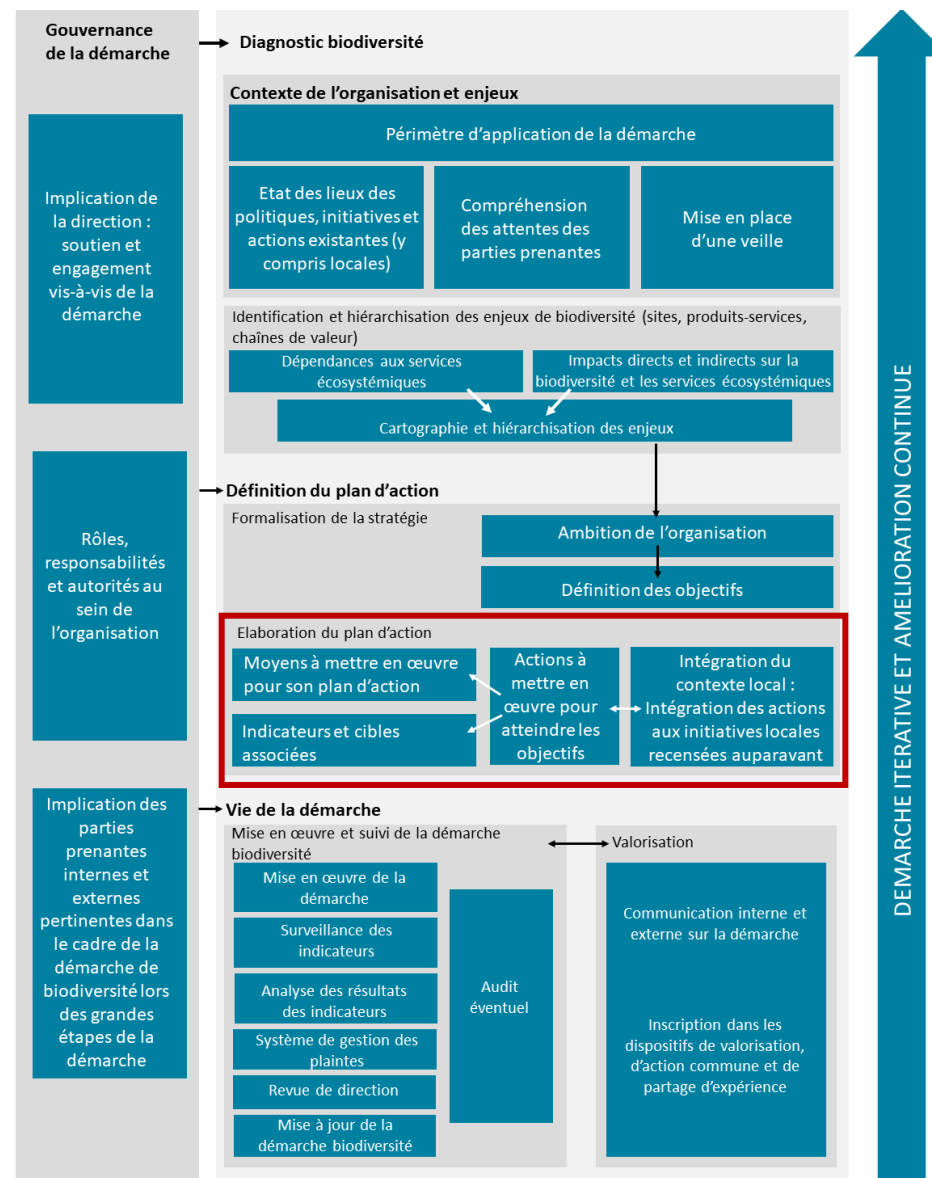 Gouvernance
de la démarche
Implication de
la direction :
soutien et
engagement
vis-à-vis de la
démarche
Rôles,
responsabilités
et autorités au
sein de
l'organisation
Implication des
parties
prenantes
internes et
externes
pertinentes dans
le cadre de la
démarche de
biodiversité lors
des grandes
étapes de la
démarche
Diagnostic biodiversité
Contexte de l'organisation et enjeux
Périmètre d'application de la démarche
Etat des lieux des
politiques, initiatives et
actions existantes (y
compris locales)
Compréhension
des attentes des
parties prenantes
Mise en place
d'une veille
Identification et hiérarchisation des enjeux de biodiversité (sites, produits-services,
chaînes de valeur)
Dépendances aux services
écosystémiques
Impacts directs et indirects sur la
biodiversité et les services écosystémiques
Cartographie et hiérarchisation des enjeux
Définition du plan d'action
Formalisation de la stratégie
Ambition de l'organisation
Définition des objectifs
Elaboration du plan d'action
Moyens à mettre en œuvre
pour son plan d'action
Indicateurs et cibles
associées
Actions à
mettre en
œuvre pour
atteindre les
objectifs
Intégration du
contexte local :
Intégration des actions
aux initiatives locales
recensées auparavant
Vie de la démarche
Mise en œuvre et suivi de la démarche
biodiversité
Mise en œuvre de la
démarche
Surveillance des
indicateurs
Analyse des résultats
des indicateurs
Système de gestion des
plaintes
Revue de direction
Mise à jour de la
démarche biodiversité
Audit
éventuel
Valorisation
Communication interne et
externe sur la démarche
Inscription dans les
dispositifs de valorisation,
d'action commune et de
partage d'expérience
DEMARCHE ITERATIVE ET AMELIORATION CONTINUE